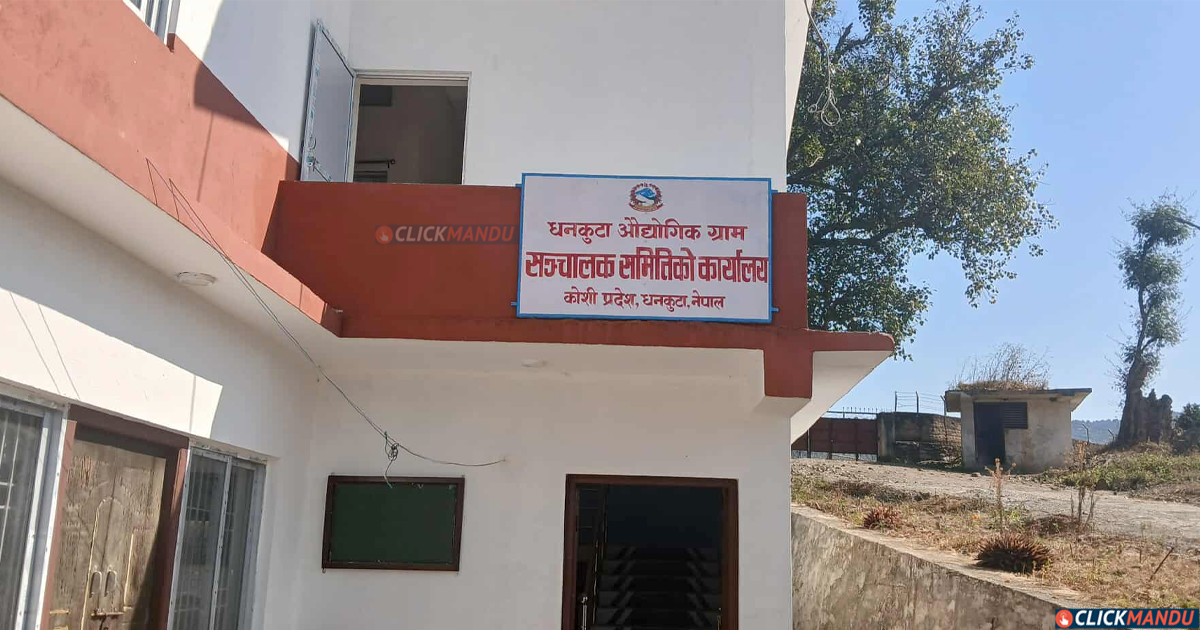 धनकुटा औद्योगिक ग्राम
सञ्चालक समितिको कार्यालय
कोशी प्रदेश, धनकुटा, नेपाल
CLICKMANDU
CLICKMANDU